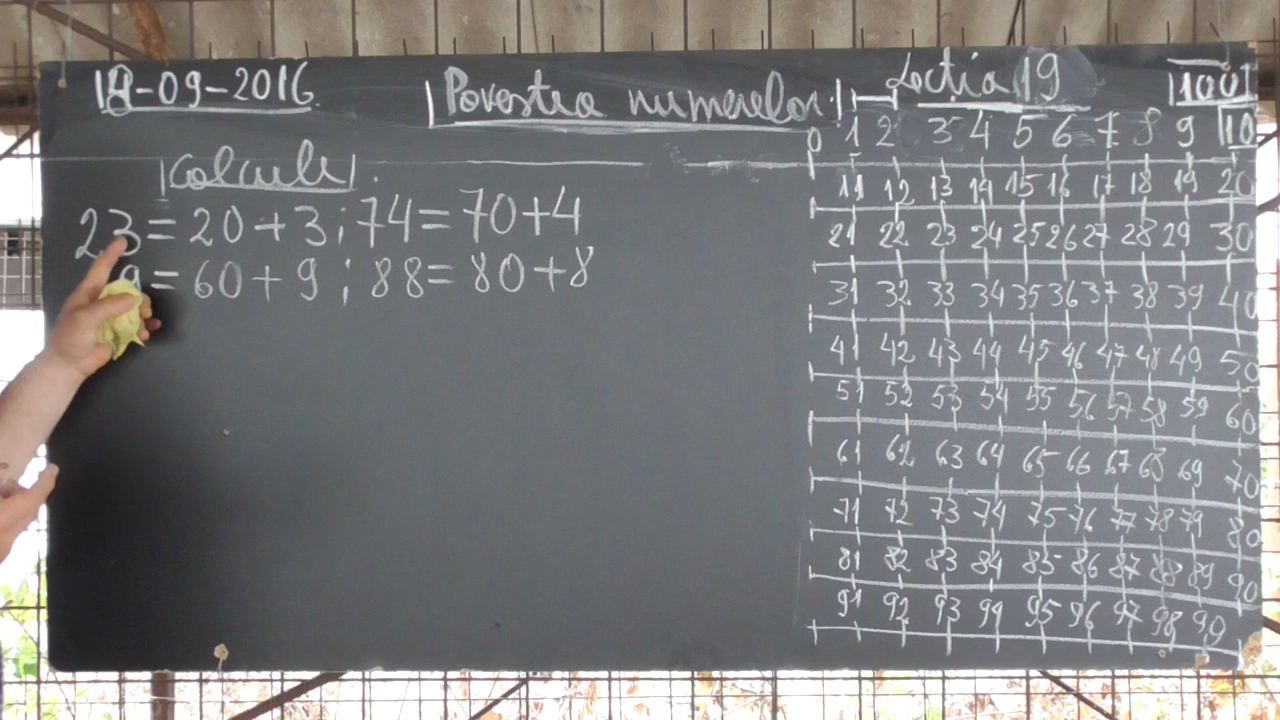 -09-2016
Povestea numerelor.
Lecția 19
100
Calcule.
23 = 20 + 3 ; 74 = 70 + 4
9 = 60 + 9 ; 88 = 80 + 8
0 1 2 3 4 5 6 7 8 9 10
11 12 13 14 15 16 17 18 19 20
21 22 23 24 25 26 27 28 29 30
31 32 33 34 35 36 37 38 39 40
41 42 43 44 45 46 47 48 49 50
51 52 53 54 55 56 57 58 59 60
61 62 63 64 65 66 67 68 69 70
71 72 73 74 75 76 77 78 79 80
81 82 83 84 85 86 87 88 89 90
91 92 93 94 95 96 97 98 99